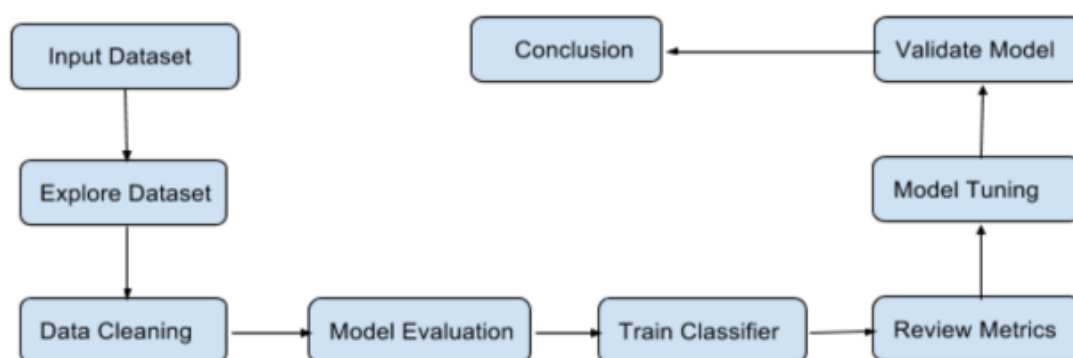 Input Dataset
Explore Dataset
Data Cleaning
Model Evaluation
Train Classifier
Review Metrics
Model Tuning
Validate Model
Conclusion